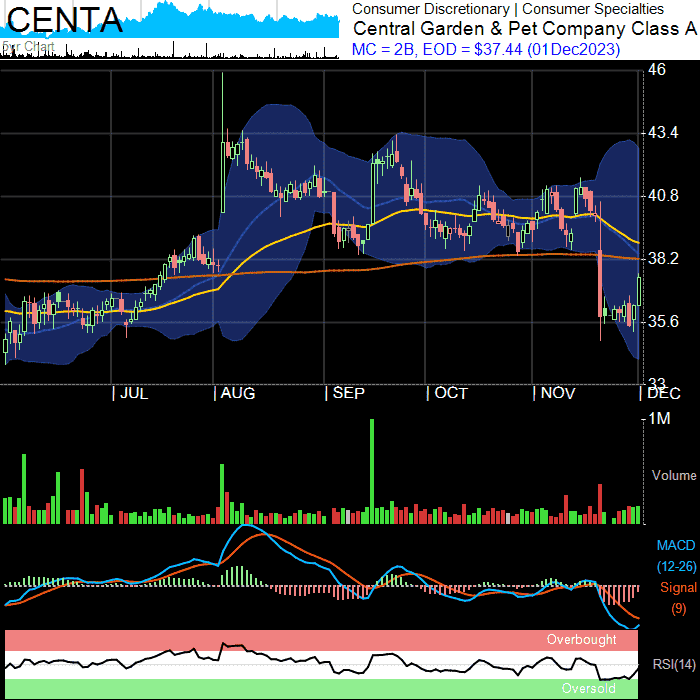 CENTA
5yr Chart
Consumer Discretionary | Consumer Specialties
Central Garden & Pet Company Class A
MC = 2B, EOD = $37.44 (01Dec2023)
46
43.4
40.8
38.2
35.6
33
| JUL | AUG | SEP | OCT | NOV | DEC
1M
Volume
MACD
(12-26)
Signal
(9)
Overbought
RSI(14)
Oversold